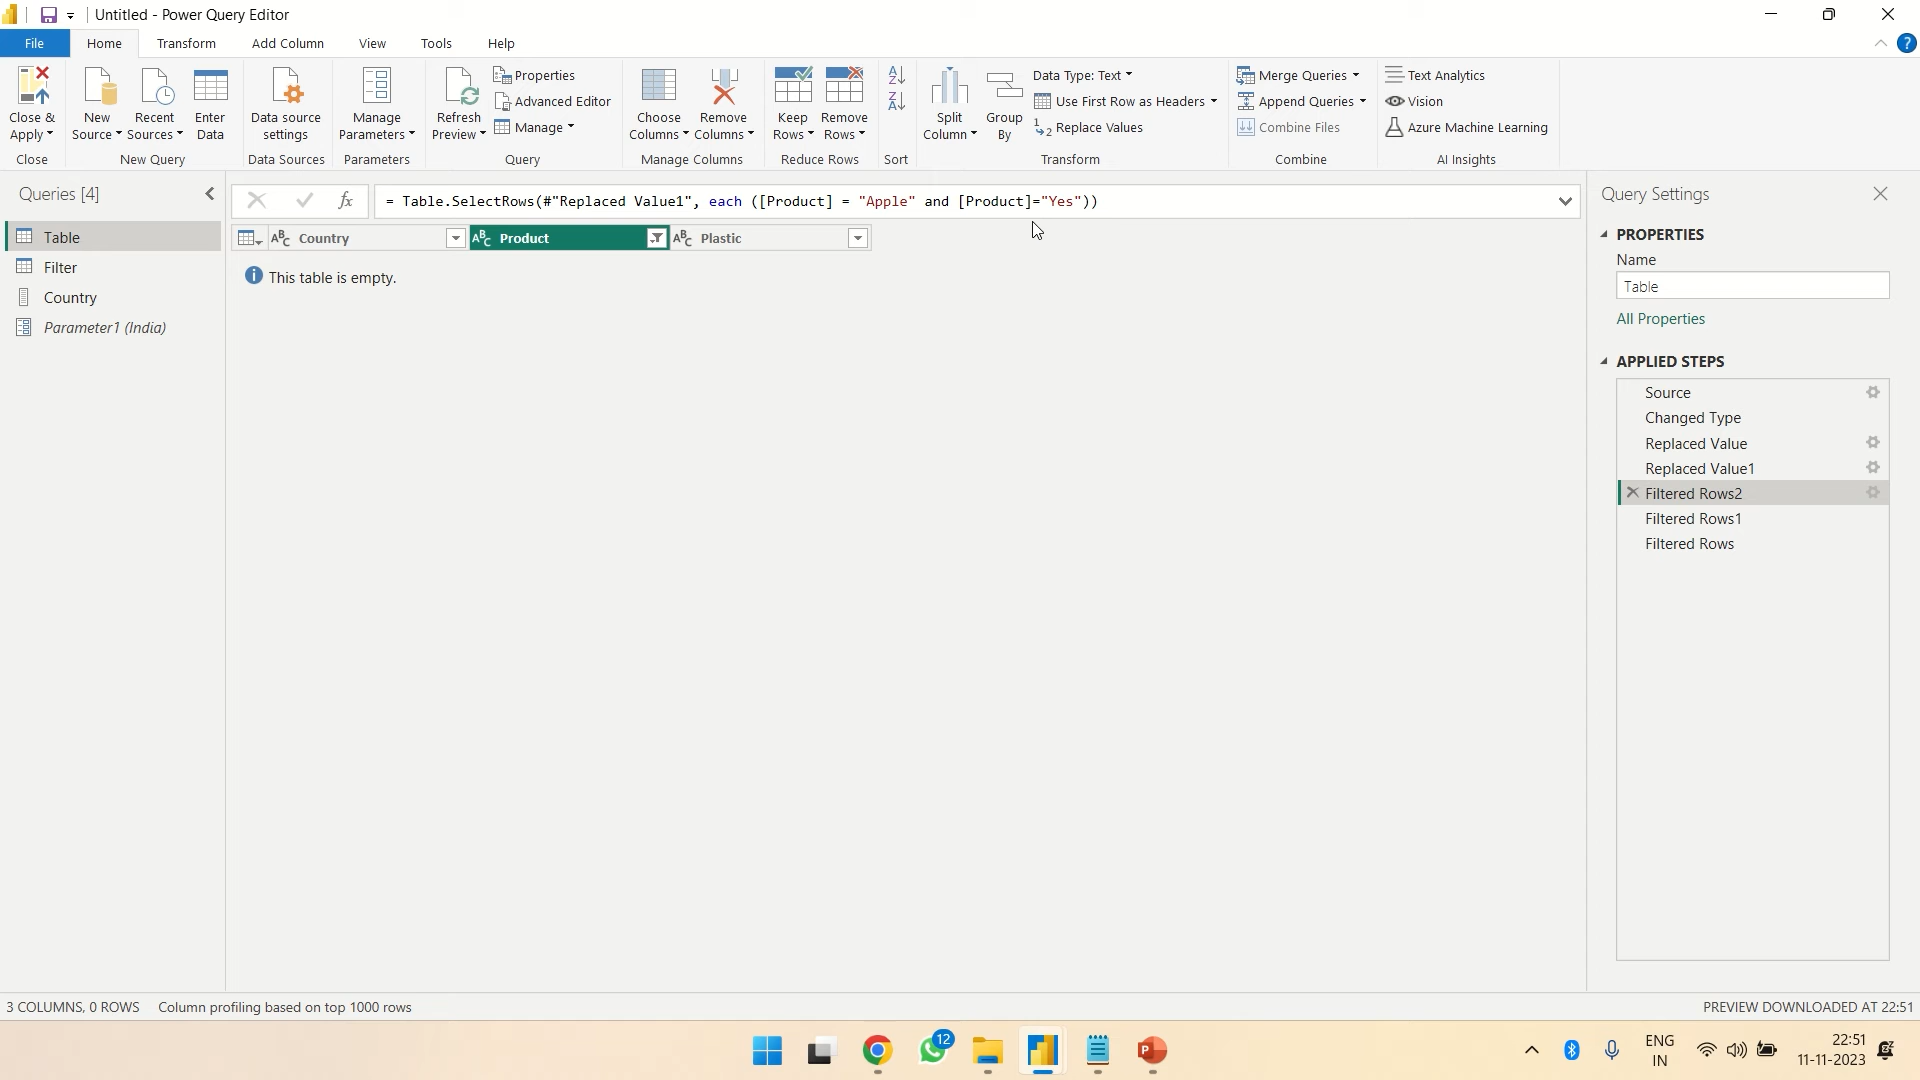 Untitled - Power Query Editor
File Home Transform Add Column View Tools Help
Close & Apply
New Source
Recent Sources
Enter Data
Data source settings
Manage Parameters
Refresh Preview
Properties
Advanced Editor
Manage
Choose Columns
Remove Columns
Keep Rows
Remove Rows
Split Column
Group By
Data Type: Text
Use First Row as Headers
Replace Values
Merge Queries
Append Queries
Combine Files
Text Analytics
Vision
Azure Machine Learning
Close New Query Data Sources Parameters Query Manage Columns Reduce Rows Sort Transform Combine AI Insights
Queries [4]
Table
Filter
Country
Parameter1 (India)
fx
= Table.SelectRows(#"Replaced Value1", each ([Product] = "Apple" and [Product]="Yes"))
ABC Country ABC Product ABC Plastic
This table is empty.
Query Settings
PROPERTIES
Name
Table
All Properties
APPLIED STEPS
Source
Changed Type
Replaced Value
Replaced Value1
Filtered Rows2
Filtered Rows1
Filtered Rows
3 COLUMNS, 0 ROWS Column profiling based on top 1000 rows
PREVIEW DOWNLOADED AT 22:51
12
ENG
IN
22:51
11-11-2023